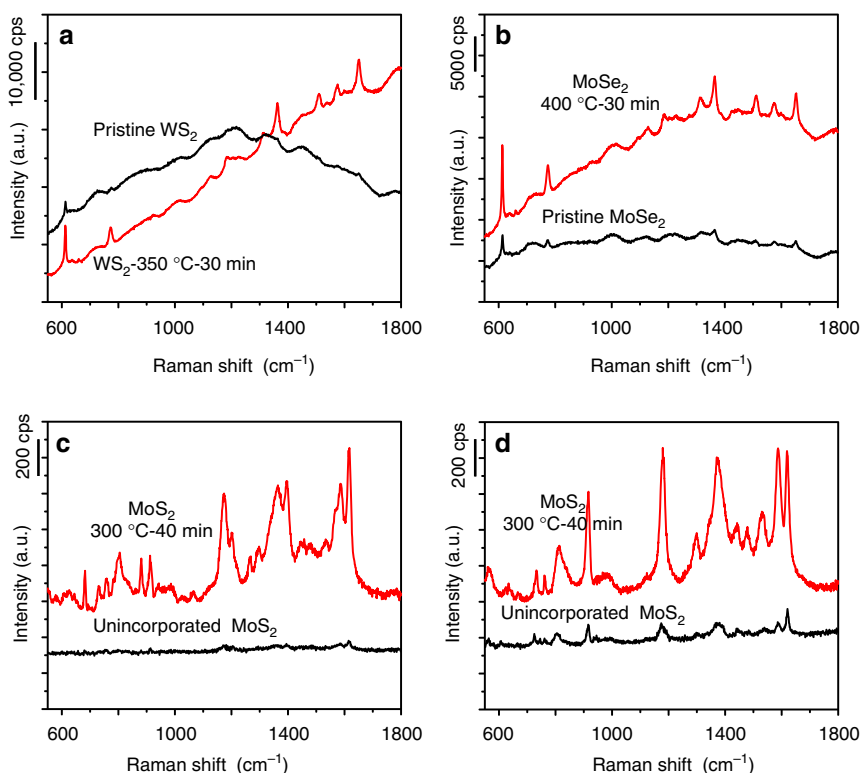 a
10,000 cps
Pristine WS₂
WS₂-350 °C-30 min
Intensity (a.u.)
600 1000 1400 1800
Raman shift (cm⁻¹)
b
5000 cps
MoSe₂
400 °C-30 min
Pristine MoSe₂
Intensity (a.u.)
600 1000 1400 1800
Raman shift (cm⁻¹)
c
200 cps
MoS₂
300 °C-40 min
Unincorporated MoS₂
Intensity (a.u.)
600 1000 1400 1800
Raman shift (cm⁻¹)
d
200 cps
MoS₂
300 °C-40 min
Unincorporated MoS₂
Intensity (a.u.)
600 1000 1400 1800
Raman shift (cm⁻¹)